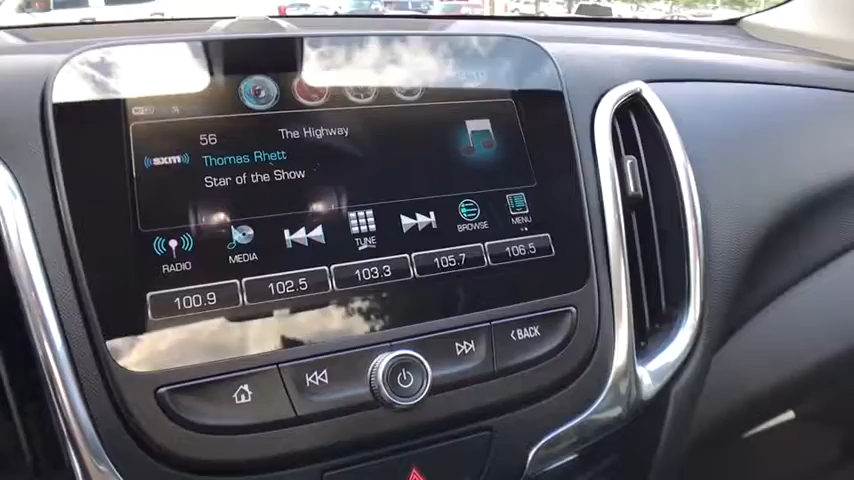 56
The Highway
sxm
Thomas Rhett
Star of the Show
RADIO
MEDIA
TUNE
BROWSE
MENU
100.9
102.5
103.3
105.7
106.5
BACK